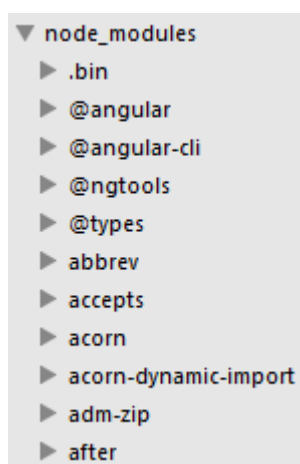 node_modules
.bin
@angular
@angular-cli
@ngtools
@types
abbrev
accepts
acorn
acorn-dynamic-import
adm-zip
after